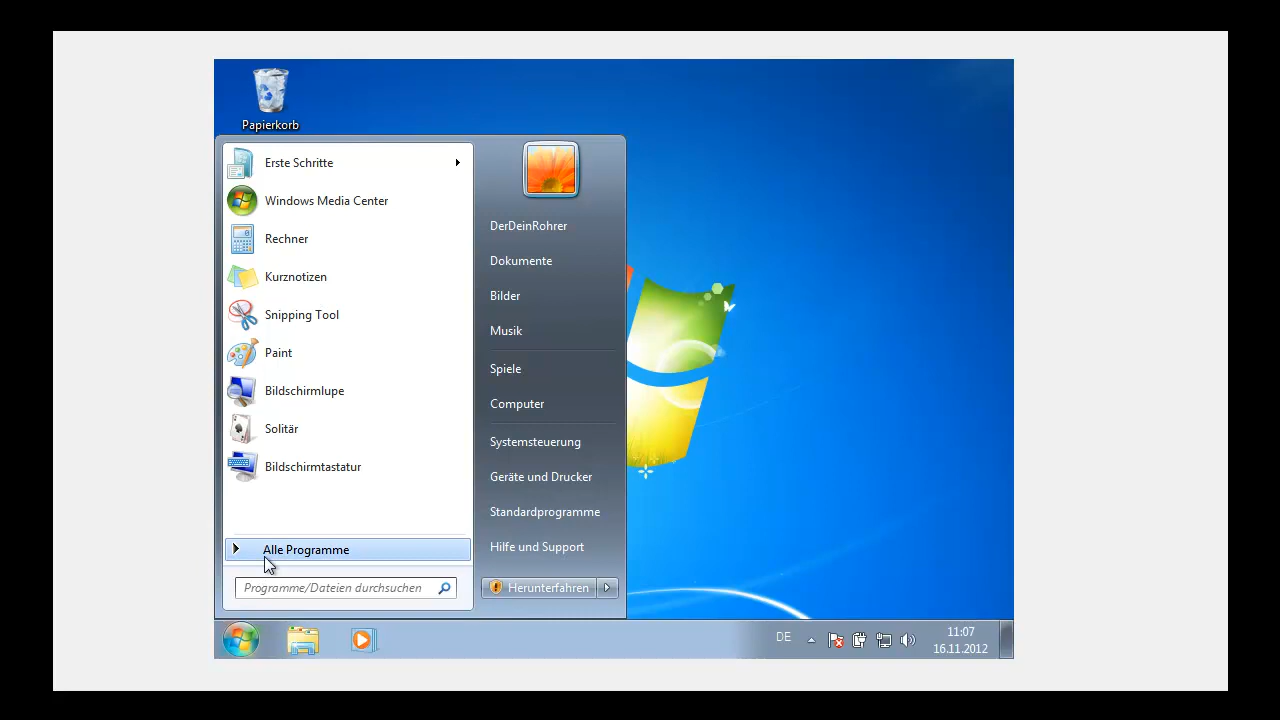 Papierkorb
Erste Schritte
Windows Media Center
Rechner
Kurznotizen
Snipping Tool
Paint
Bildschirmlupe
Solitär
Bildschirmtastatur
Alle Programme
Programme/Dateien durchsuchen
DerDeinRohrer
Dokumente
Bilder
Musik
Spiele
Computer
Systemsteuerung
Geräte und Drucker
Standardprogramme
Hilfe und Support
Herunterfahren
DE
11:07
16.11.2012